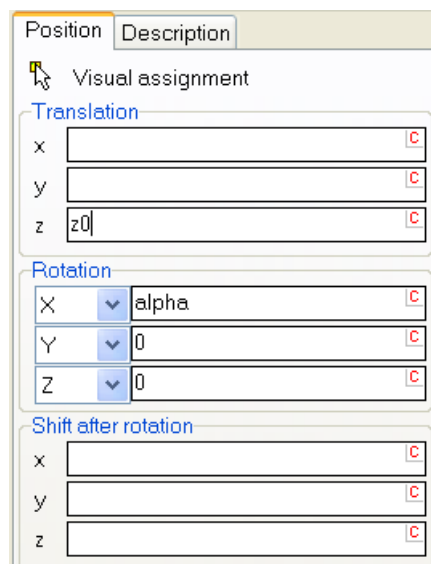 Position Description
Visual assignment
Translation
x C
y C
z z0 C
Rotation
X alpha C
Y 0 C
Z 0 C
Shift after rotation
x C
y C
z C